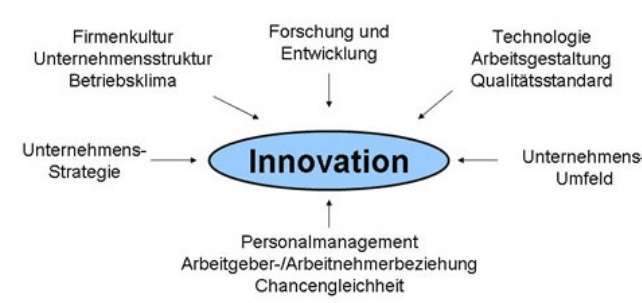 Firmenkultur
Unternehmensstruktur
Betriebsklima
Forschung und
Entwicklung
Technologie
Arbeitsgestaltung
Qualitätsstandard
Unternehmens-
Strategie
Innovation
Unternehmens-
Umfeld
Personalmanagement
Arbeitgeber-/Arbeitnehmerbeziehung
Chancengleichheit